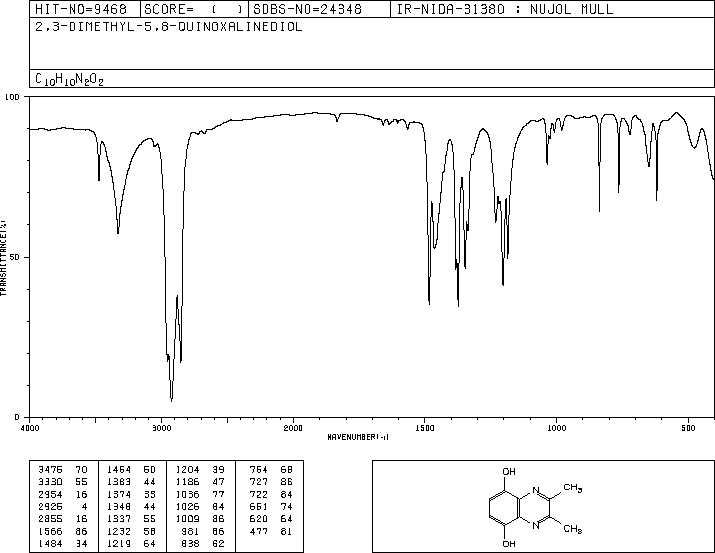 HIT-NO=9468 SCORE= ( ) SDBS-NO=24348 IR-NIDA-31380 : NUJOL MULL
2,3-DIMETHYL-5,8-QUINOXALINEDIOL
C10H10N2O2
100
50
0
TRANSMITTANCE(%)
4000 3000 2000 1500 1000 500
WAVENUMBER(-1)
3476 70 1464 50 1204 39 764 68
3330 55 1383 44 1186 47 727 86
2954 16 1374 33 1036 77 722 84
2925 4 1348 44 1026 84 651 74
2855 16 1337 55 1009 86 620 64
1566 86 1232 58 981 86 477 81
1484 34 1219 64 838 62
OH
N CH3
N CH3
OH